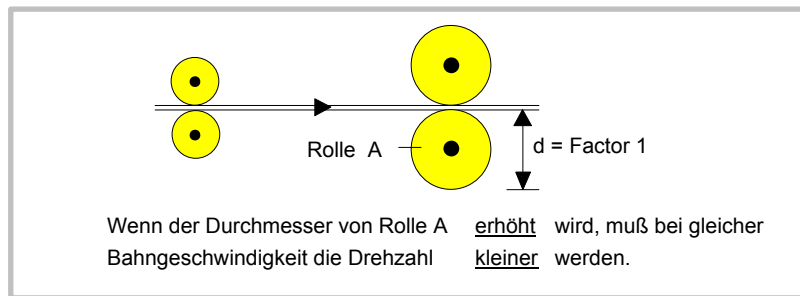 Rolle A
d = Factor 1
Wenn der Durchmesser von Rolle A erhöht wird, muß bei gleicher
Bahngeschwindigkeit die Drehzahl kleiner werden.